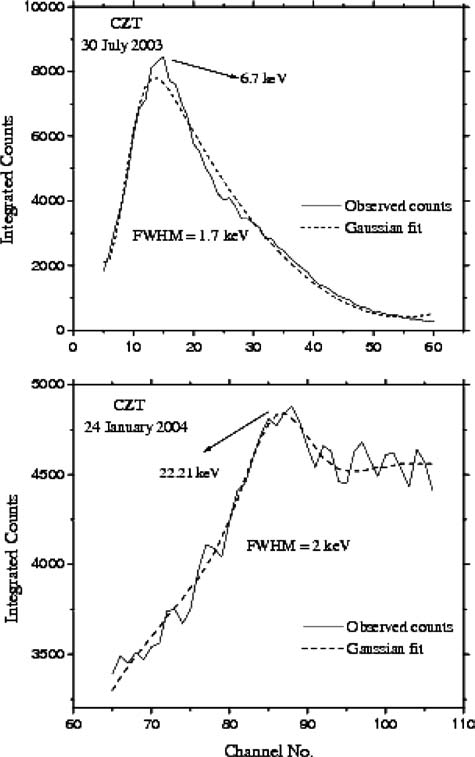 10000
CZT
30 July 2003
6.7 keV
8000
6000
Integrated Counts
4000
Observed counts
Gaussian fit
FWHM = 1.7 keV
2000
0
0 10 20 30 40 50 60
5000
CZT
24 January 2004
22.21 keV
4500
FWHM = 2 keV
Integrated Counts
4000
Observed counts
Gaussian fit
3500
60 70 80 90 100 110
Channel No.